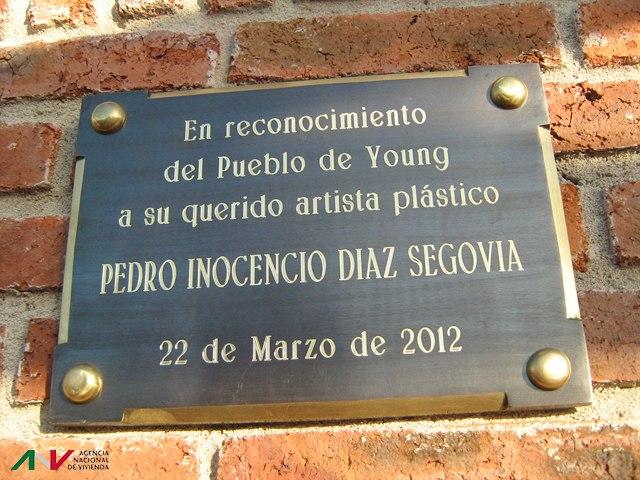 En reconocimiento
del Pueblo de Young
a su querido artista plástico
PEDRO INOCENCIO DIAZ SEGOVIA
22 de Marzo de 2012
ANV AGENCIA
NACIONAL
DE VIVIENDA